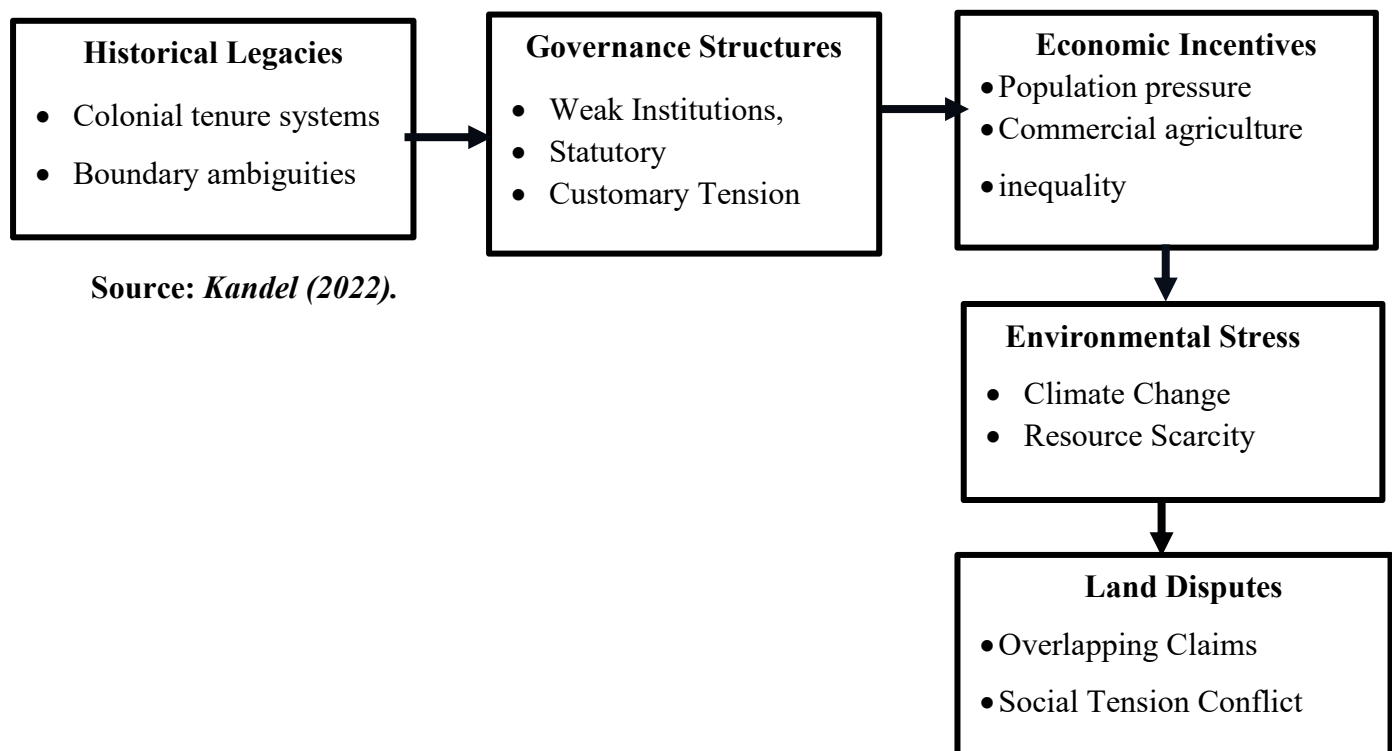 Historical Legacies
• Colonial tenure systems
• Boundary ambiguities
Governance Structures
• Weak Institutions,
• Statutory
• Customary Tension
Economic Incentives
• Population pressure
• Commercial agriculture
• inequality
Source: Kandel (2022).
Environmental Stress
• Climate Change
• Resource Scarcity
Land Disputes
• Overlapping Claims
• Social Tension Conflict